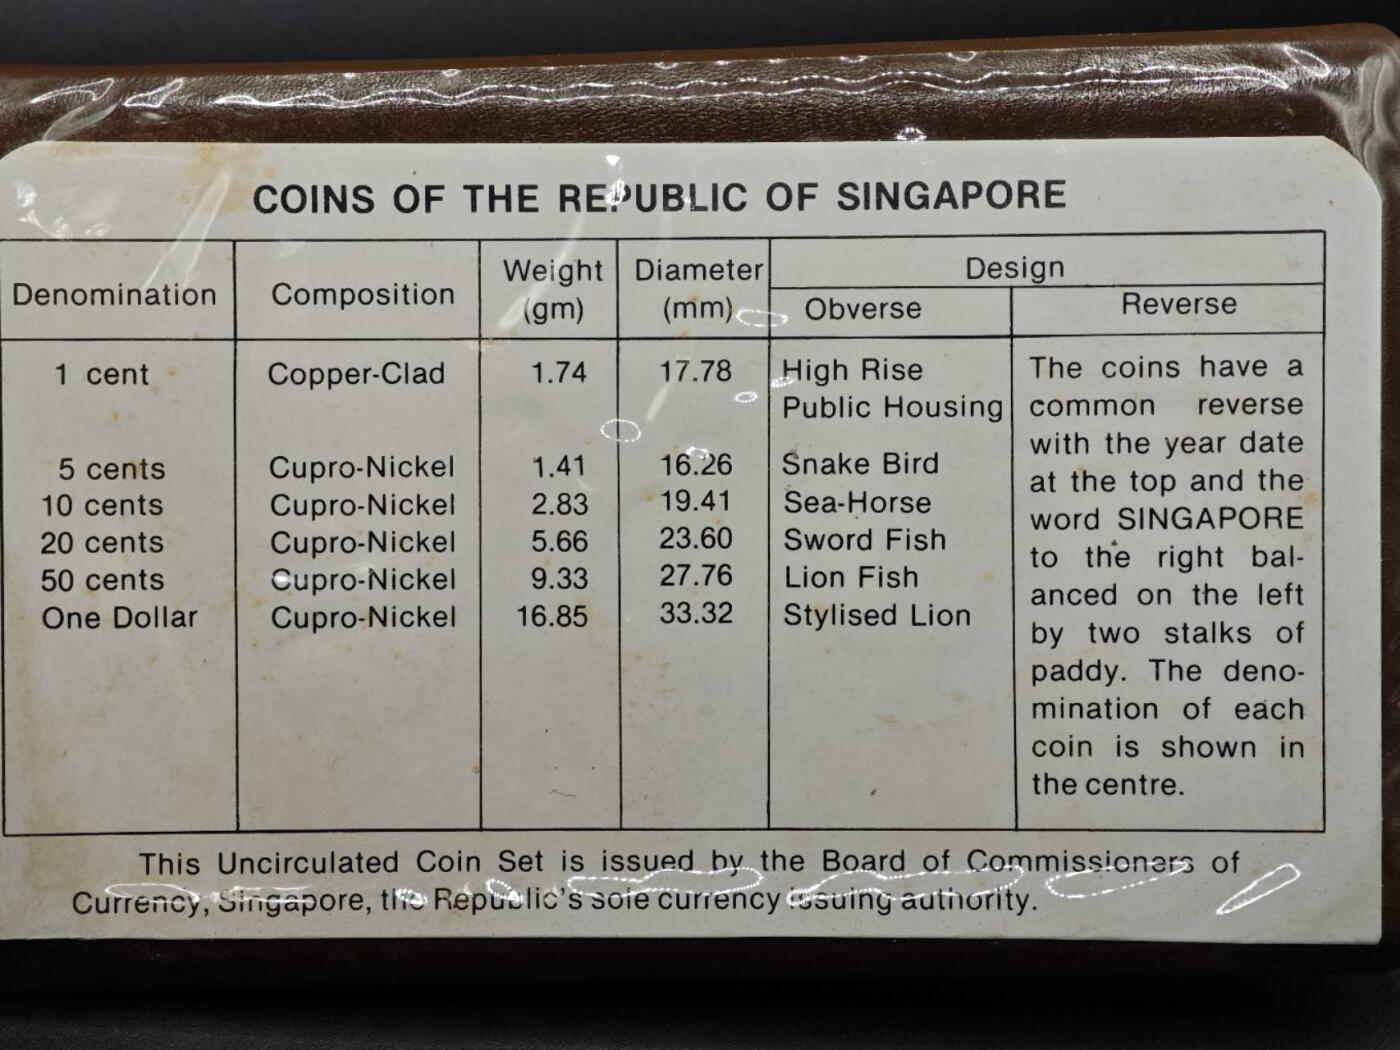 COINS OF THE REPUBLIC OF SINGAPORE
Denomination Composition Weight (gm) Diameter (mm) Design
Obverse Reverse
1 cent Copper-Clad 1.74 17.78 High Rise
Public Housing
5 cents Cupro-Nickel 1.41 16.26 Snake Bird
10 cents Cupro-Nickel 2.83 19.41 Sea-Horse
20 cents Cupro-Nickel 5.66 23.60 Sword Fish
50 cents Cupro-Nickel 9.33 27.76 Lion Fish
One Dollar Cupro-Nickel 16.85 33.32 Stylised Lion
The coins have a
common reverse
with the year date
at the top and the
word SINGAPORE
to the right bal-
anced on the left
by two stalks of
paddy. The deno-
mination of each
coin is shown in
the centre.
This Uncirculated Coin Set is issued by the Board of Commissioners of
Currency, Singapore, the Republic's sole currency issuing authority.